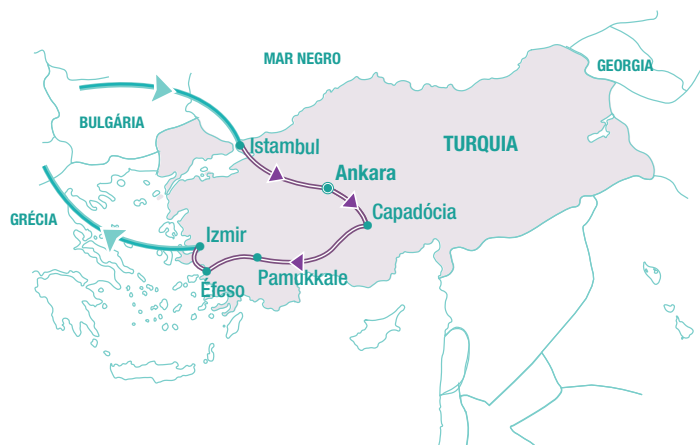 MAR NEGRO
GEORGIA
BULGÁRIA
Istambul
TURQUIA
Ankara
Capadócia
GRÉCIA
Izmir
Pamukkale
Éfeso